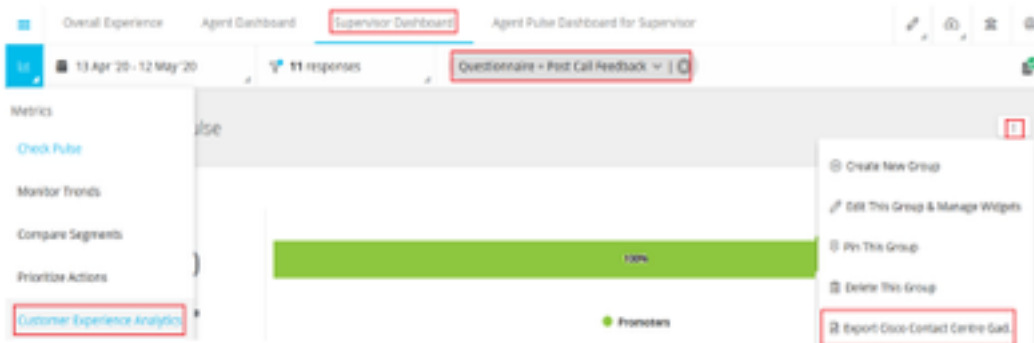 Overall Experience Agent Dashboard Supervisor Dashboard Agent Pulse Dashboard for Supervisor
13 Apr '20 - 12 May '20 11 responses Questionnaire = Post Call Feedback
Metrics
ulse
Check Pulse
Monitor Trends
Compare Segments
Prioritize Actions
Customer Experience Analytics
100%
Promoters
Create New Group
Edit This Group & Manage Widgets
Pin This Group
Delete This Group
Export Cisco Contact Centre Gad..